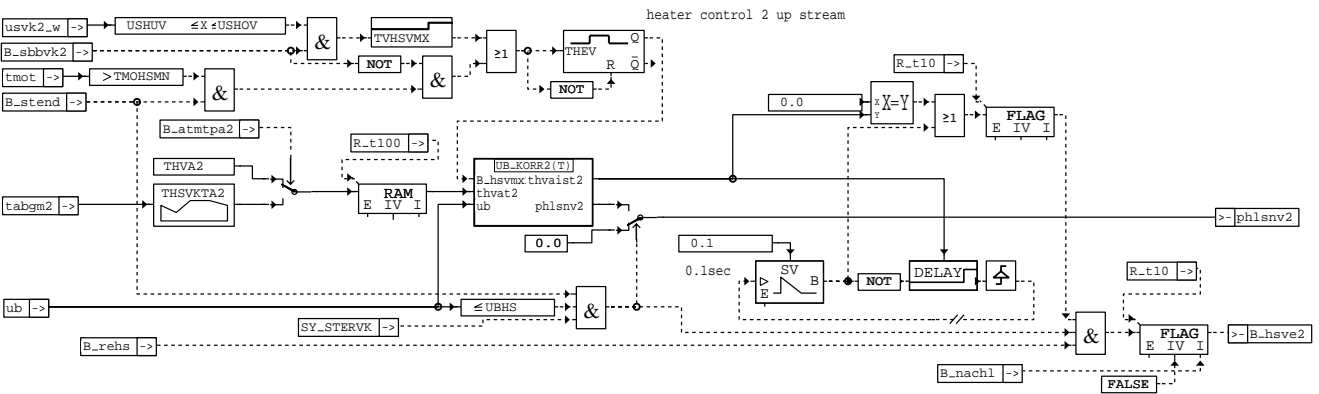 heater control 2 up stream
usvk2_w ->
USHUV ≤X≤USHOV
&
TVHSVMX
≥1
THEV Q
R Q̄
B_sbbvk2 ->
NOT
&
NOT
tmot ->
>TMOHSMN
&
B_stend ->
R_t10 ->
0.0
X X=Y
Y
≥1
FLAG
E IV I
B_atmtpa2 ->
R_t100 ->
THVA2
THSVKTA2
tabgm2 ->
RAM
E IV I
UB_KORR2(T)
B_hsvmx thvaist2
thvat2
ub phlsnv2
0.0
>- phlsnv2
0.1
0.1sec
SV
B
E
NOT
DELAY
R_t10 ->
ub ->
≤UBHS
&
SY_STERVK ->
B_rehs ->
&
FLAG
E IV I
>- B_hsve2
B_nachl ->
FALSE